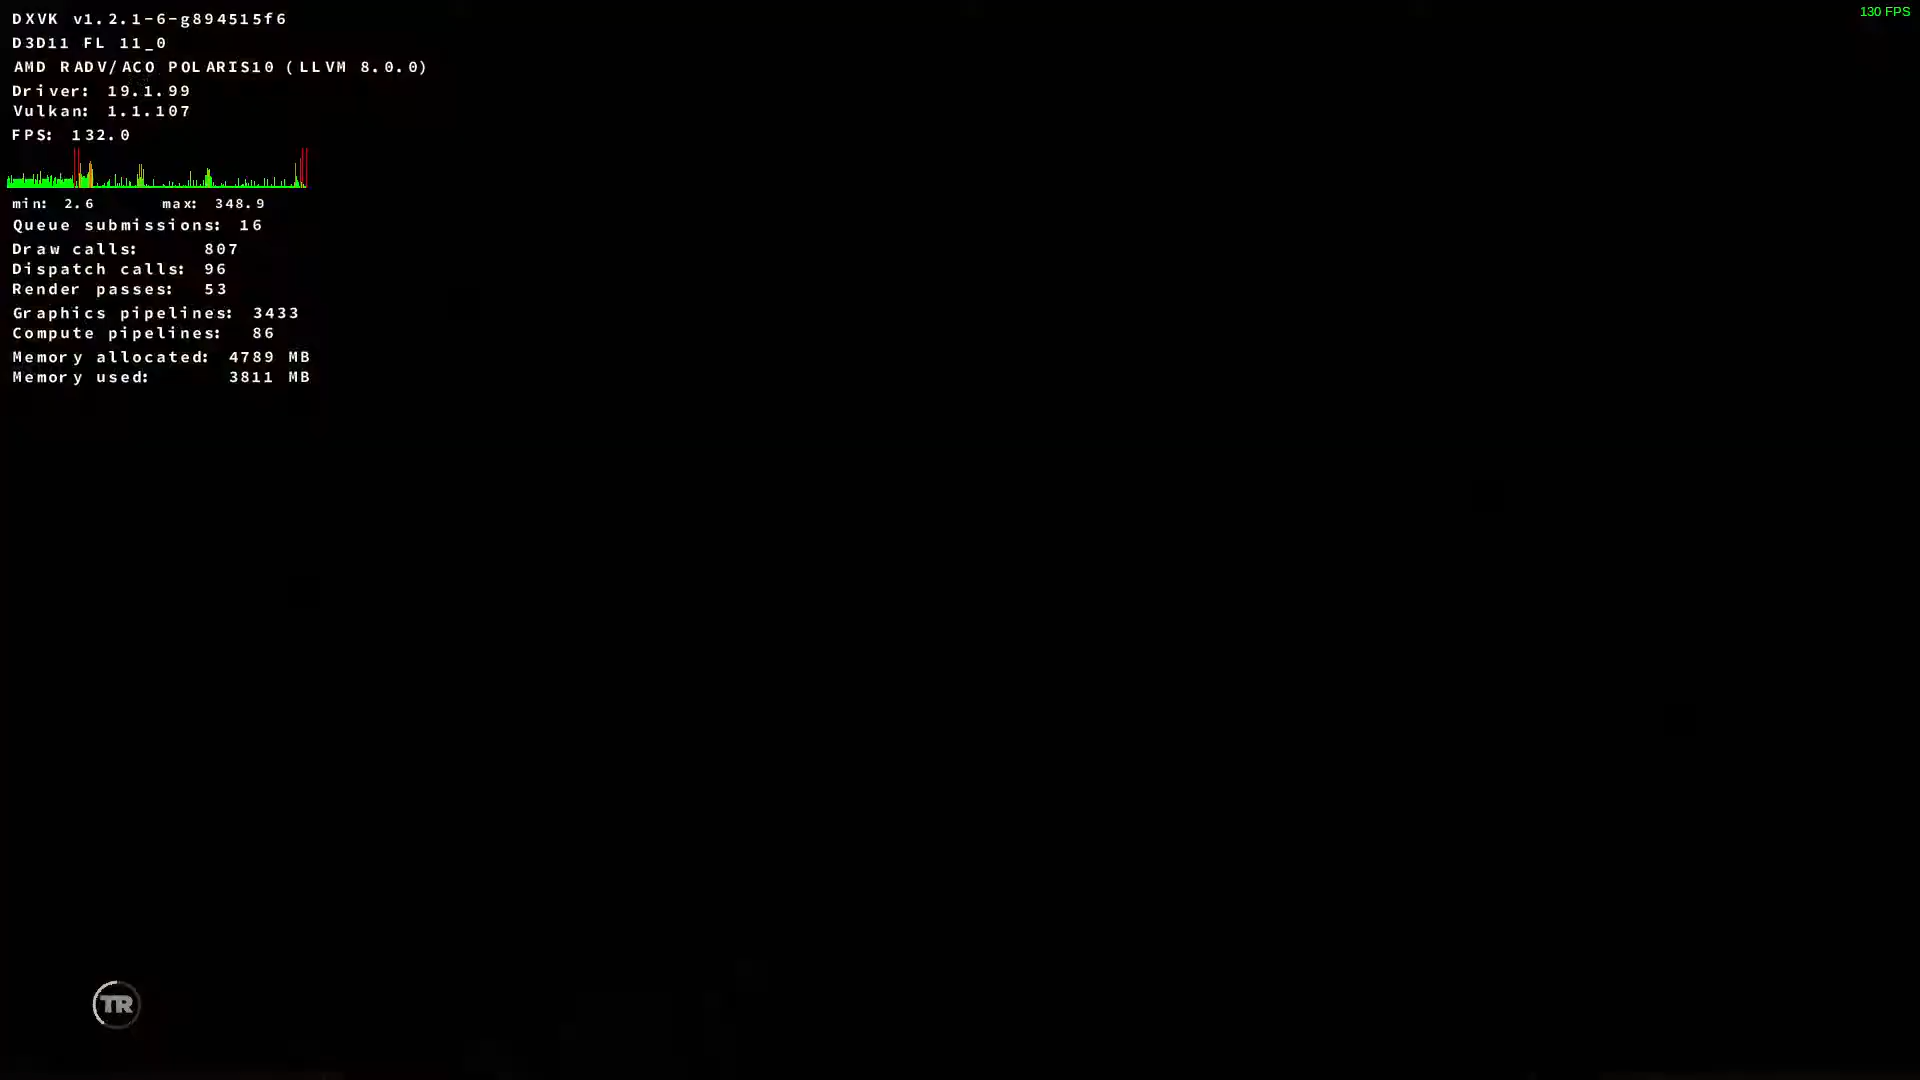 DXVK v1.2.1-6-g894515f6
130 FPS
D3D11 FL 11_0
AMD RADV/ACO POLARIS10 (LLVM 8.0.0)
Driver: 19.1.99
Vulkan: 1.1.107
FPS: 132.0
min: 2.6 max: 348.9
Queue submissions: 16
Draw calls: 807
Dispatch calls: 96
Render passes: 53
Graphics pipelines: 3433
Compute pipelines: 86
Memory allocated: 4789 MB
Memory used: 3811 MB
TR